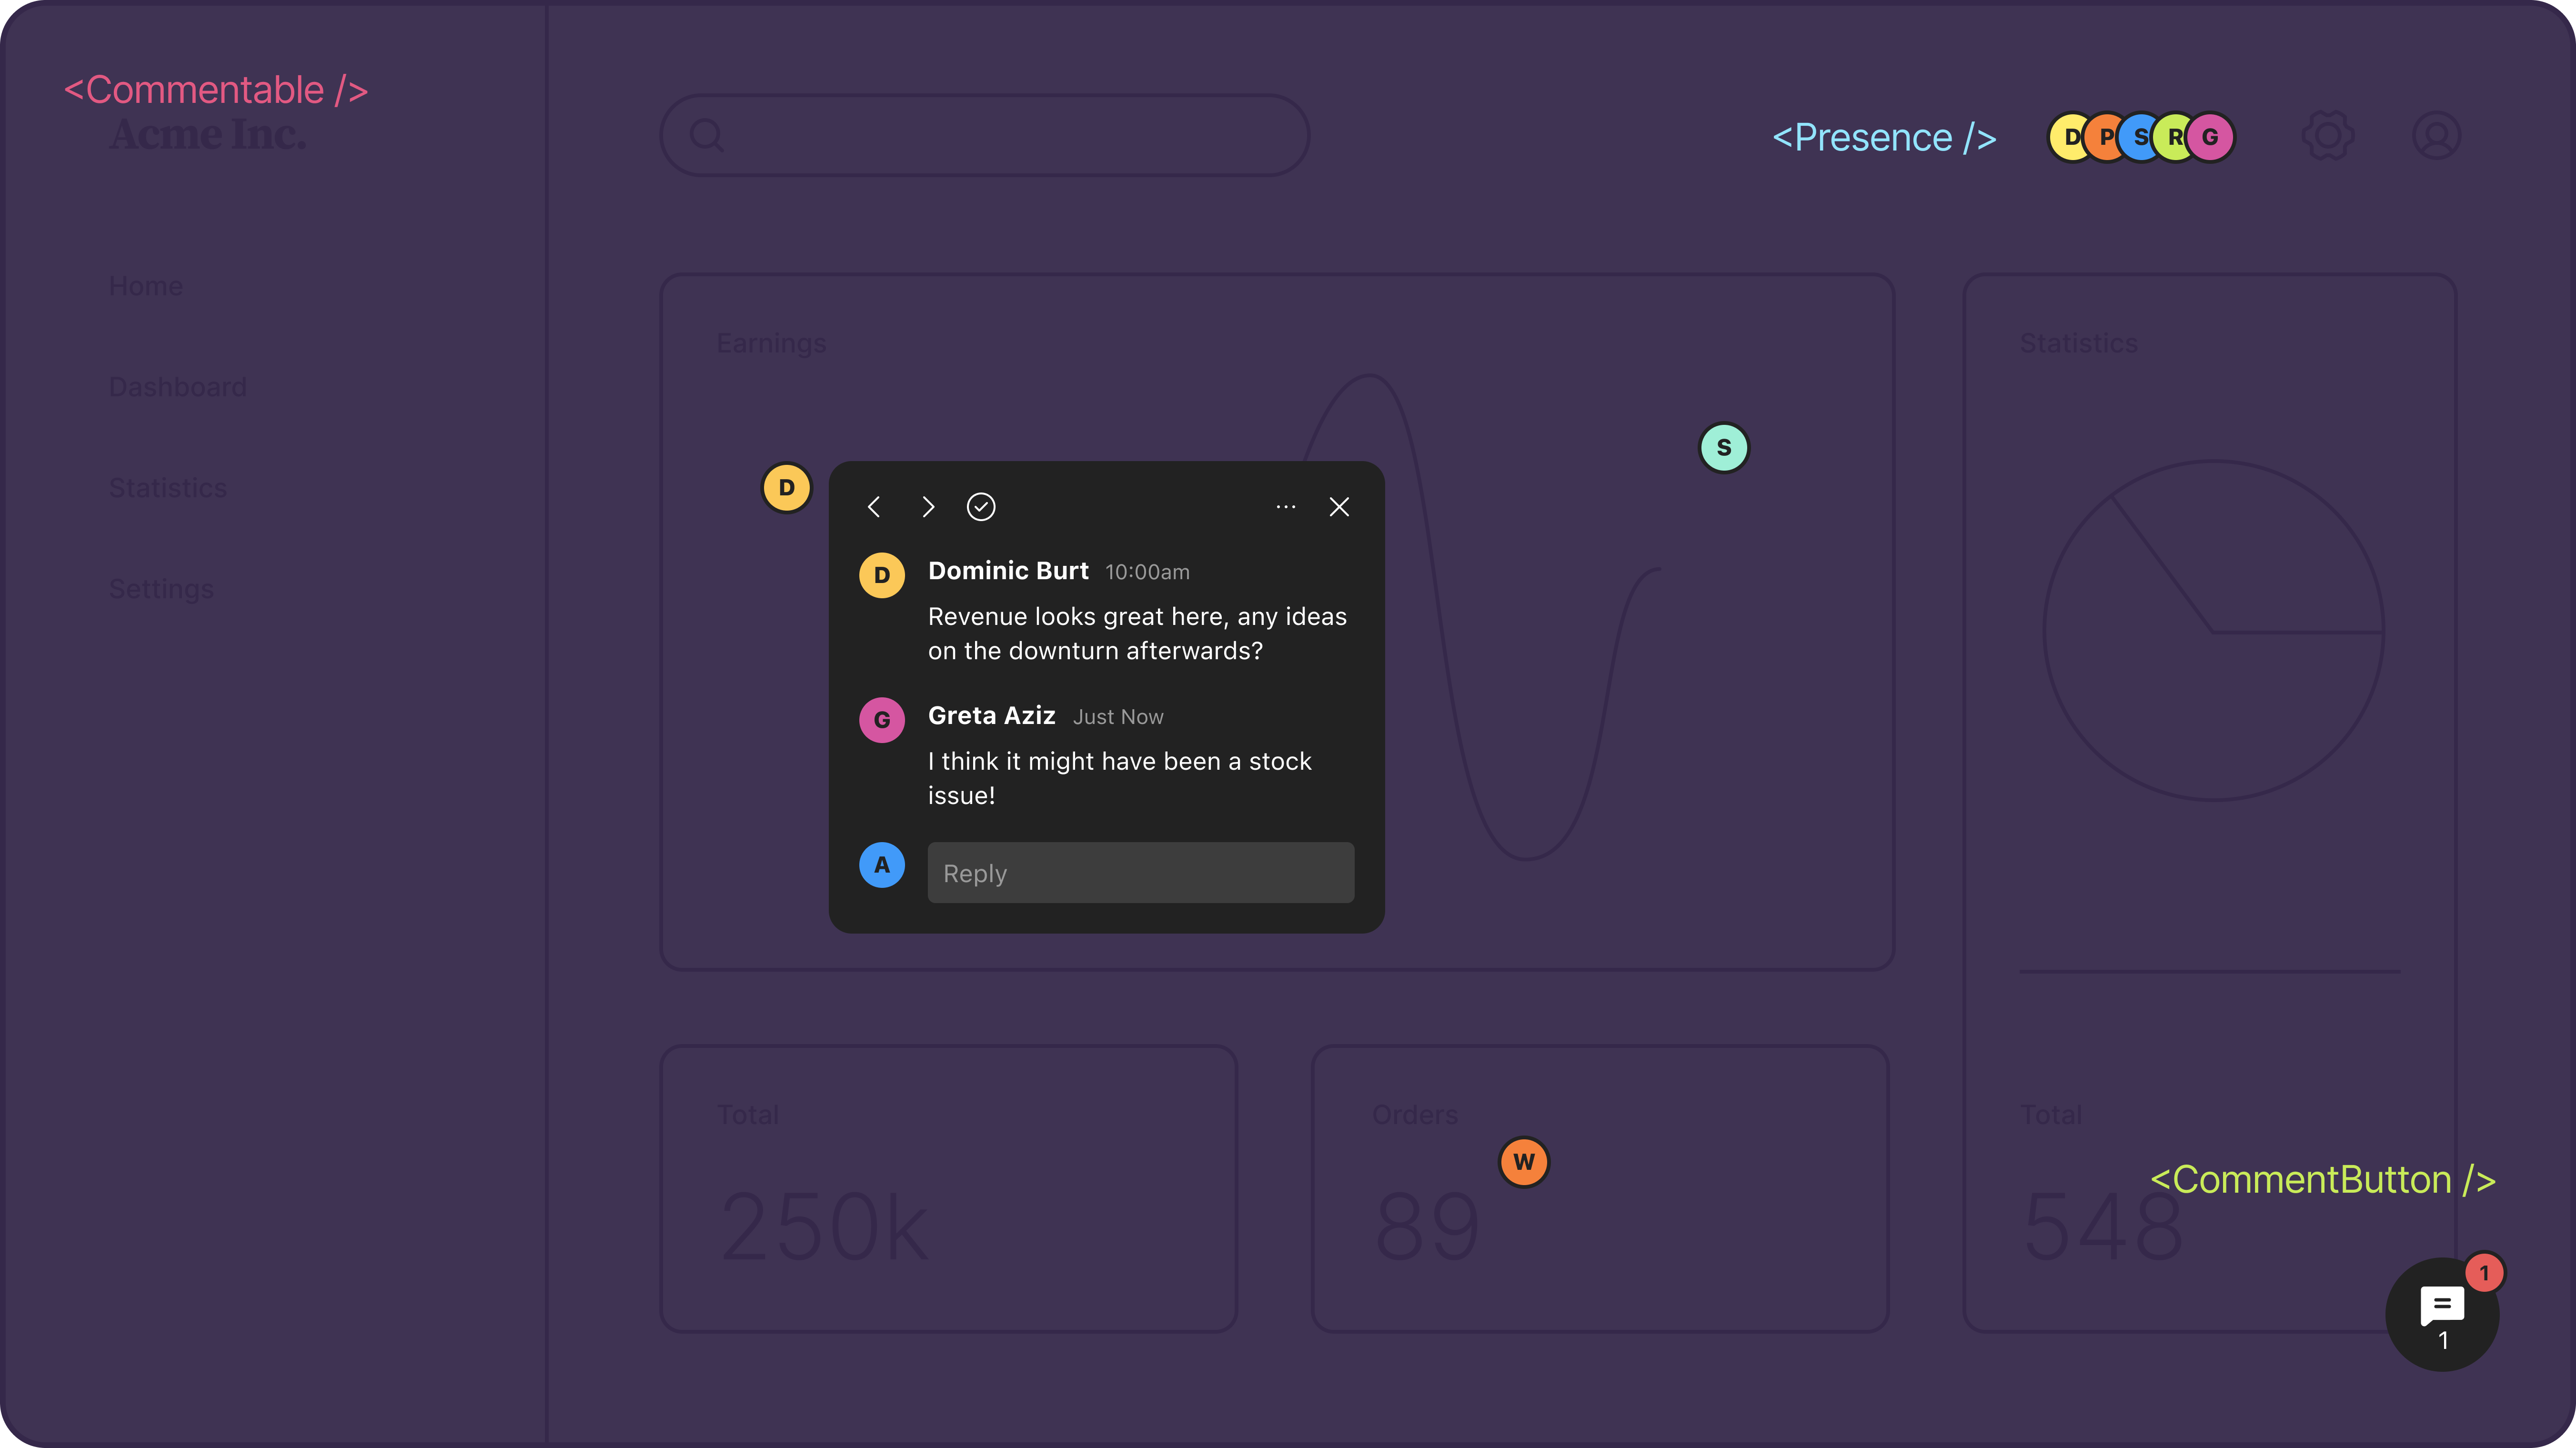 <Commentable />
Acme Inc.
<Presence />
D P S R G
Home
Dashboard
Statistics
Settings
Earnings
Statistics
S
D
D
Dominic Burt 10:00am
Revenue looks great here, any ideas
on the downturn afterwards?
G
Greta Aziz Just Now
I think it might have been a stock
issue!
A
Reply
Total
250k
Orders
W
89
Total
<CommentButton />
548
1
1